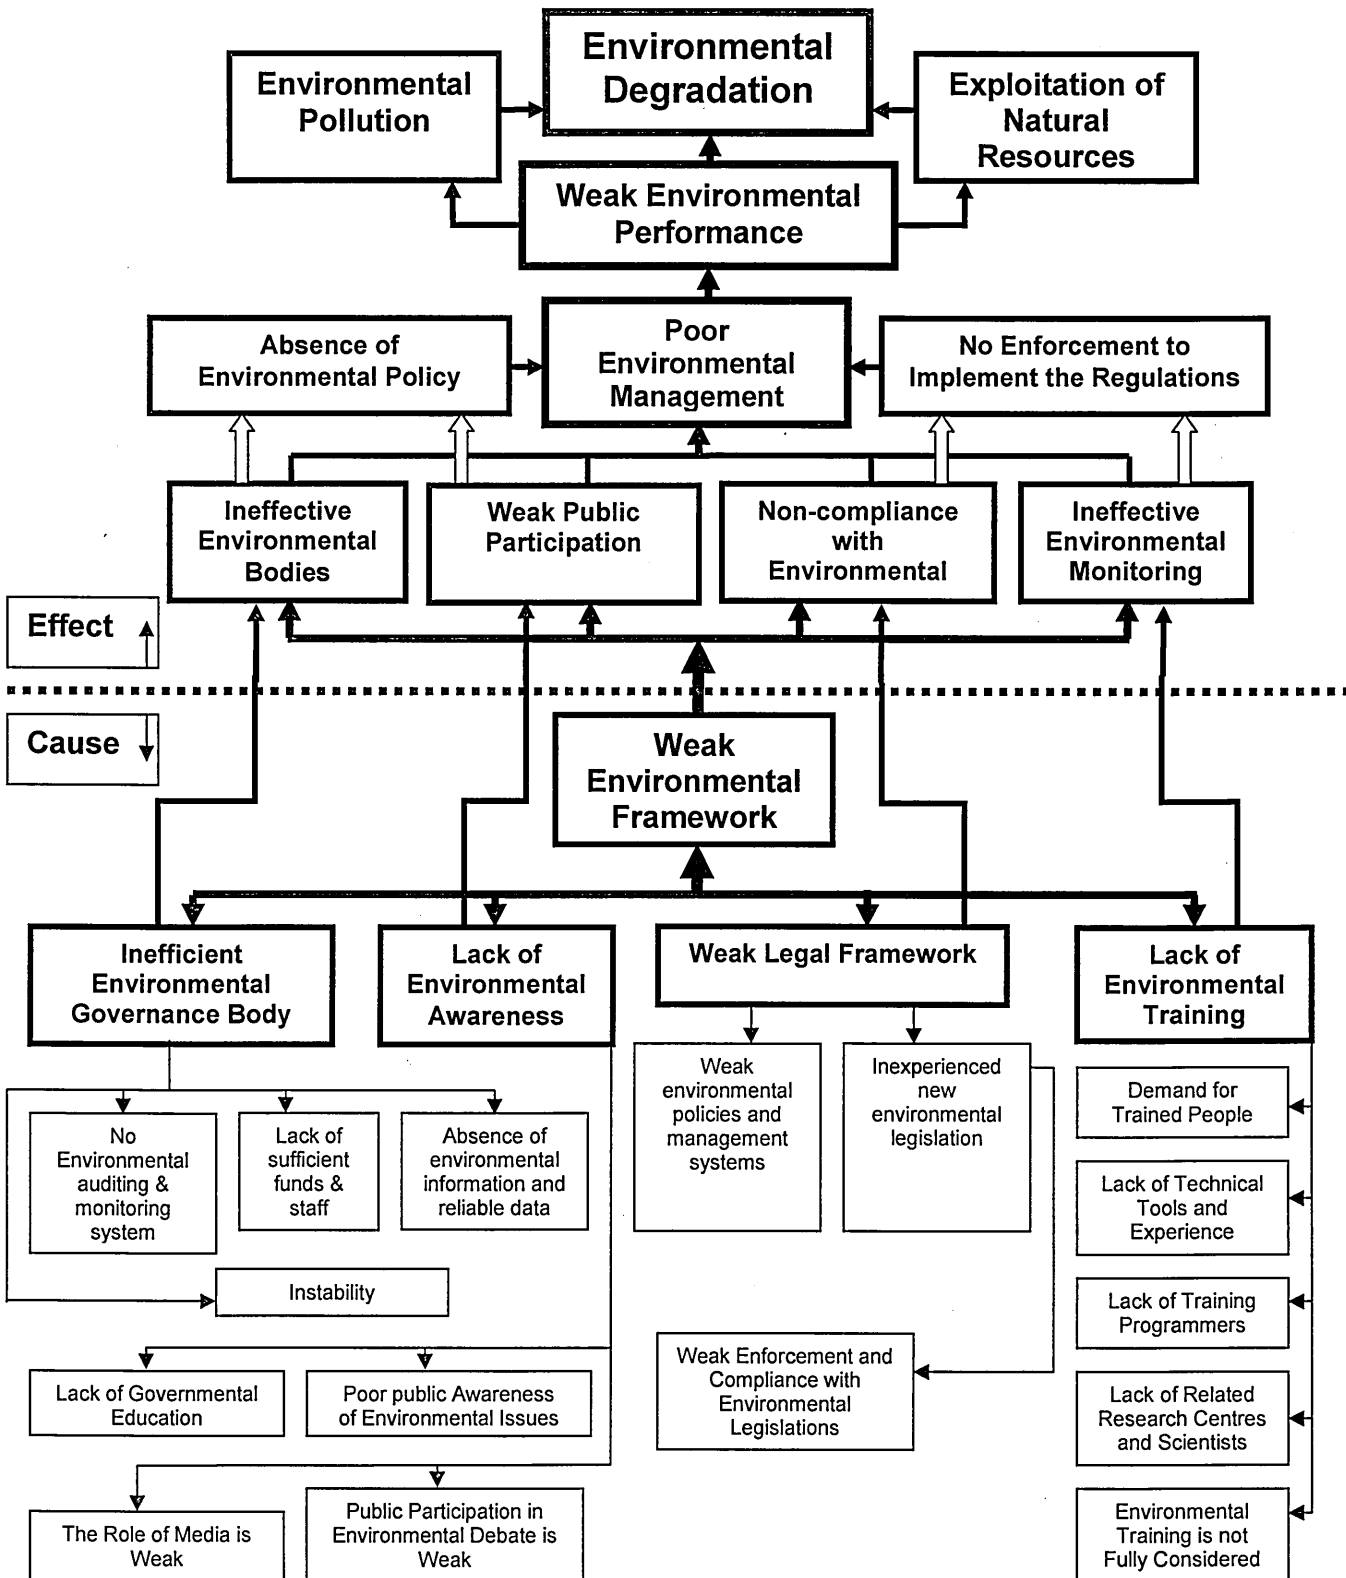 Environmental
Degradation
Environmental
Pollution
Exploitation of
Natural
Resources
Weak Environmental
Performance
Absence of
Environmental Policy
Poor
Environmental
Management
No Enforcement to
Implement the Regulations
Ineffective
Environmental
Bodies
Weak Public
Participation
Non-compliance
with
Environmental
Ineffective
Environmental
Monitoring
Effect
Cause
Weak
Environmental
Framework
Inefficient
Environmental
Governance Body
Lack of
Environmental
Awareness
Weak Legal Framework
Lack of
Environmental
Training
No
Environmental
auditing &
monitoring
system
Lack of
sufficient
funds &
staff
Absence of
environmental
information and
reliable data
Instability
Weak
environmental
policies and
management
systems
Inexperienced
new
environmental
legislation
Demand for
Trained People
Lack of Technical
Tools and
Experience
Lack of Training
Programmers
Lack of Related
Research Centres
and Scientists
Environmental
Training is not
Fully Considered
Lack of Governmental
Education
Poor public Awareness
of Environmental Issues
Weak Enforcement and
Compliance with
Environmental
Legislations
The Role of Media is
Weak
Public Participation in
Environmental Debate is
Weak